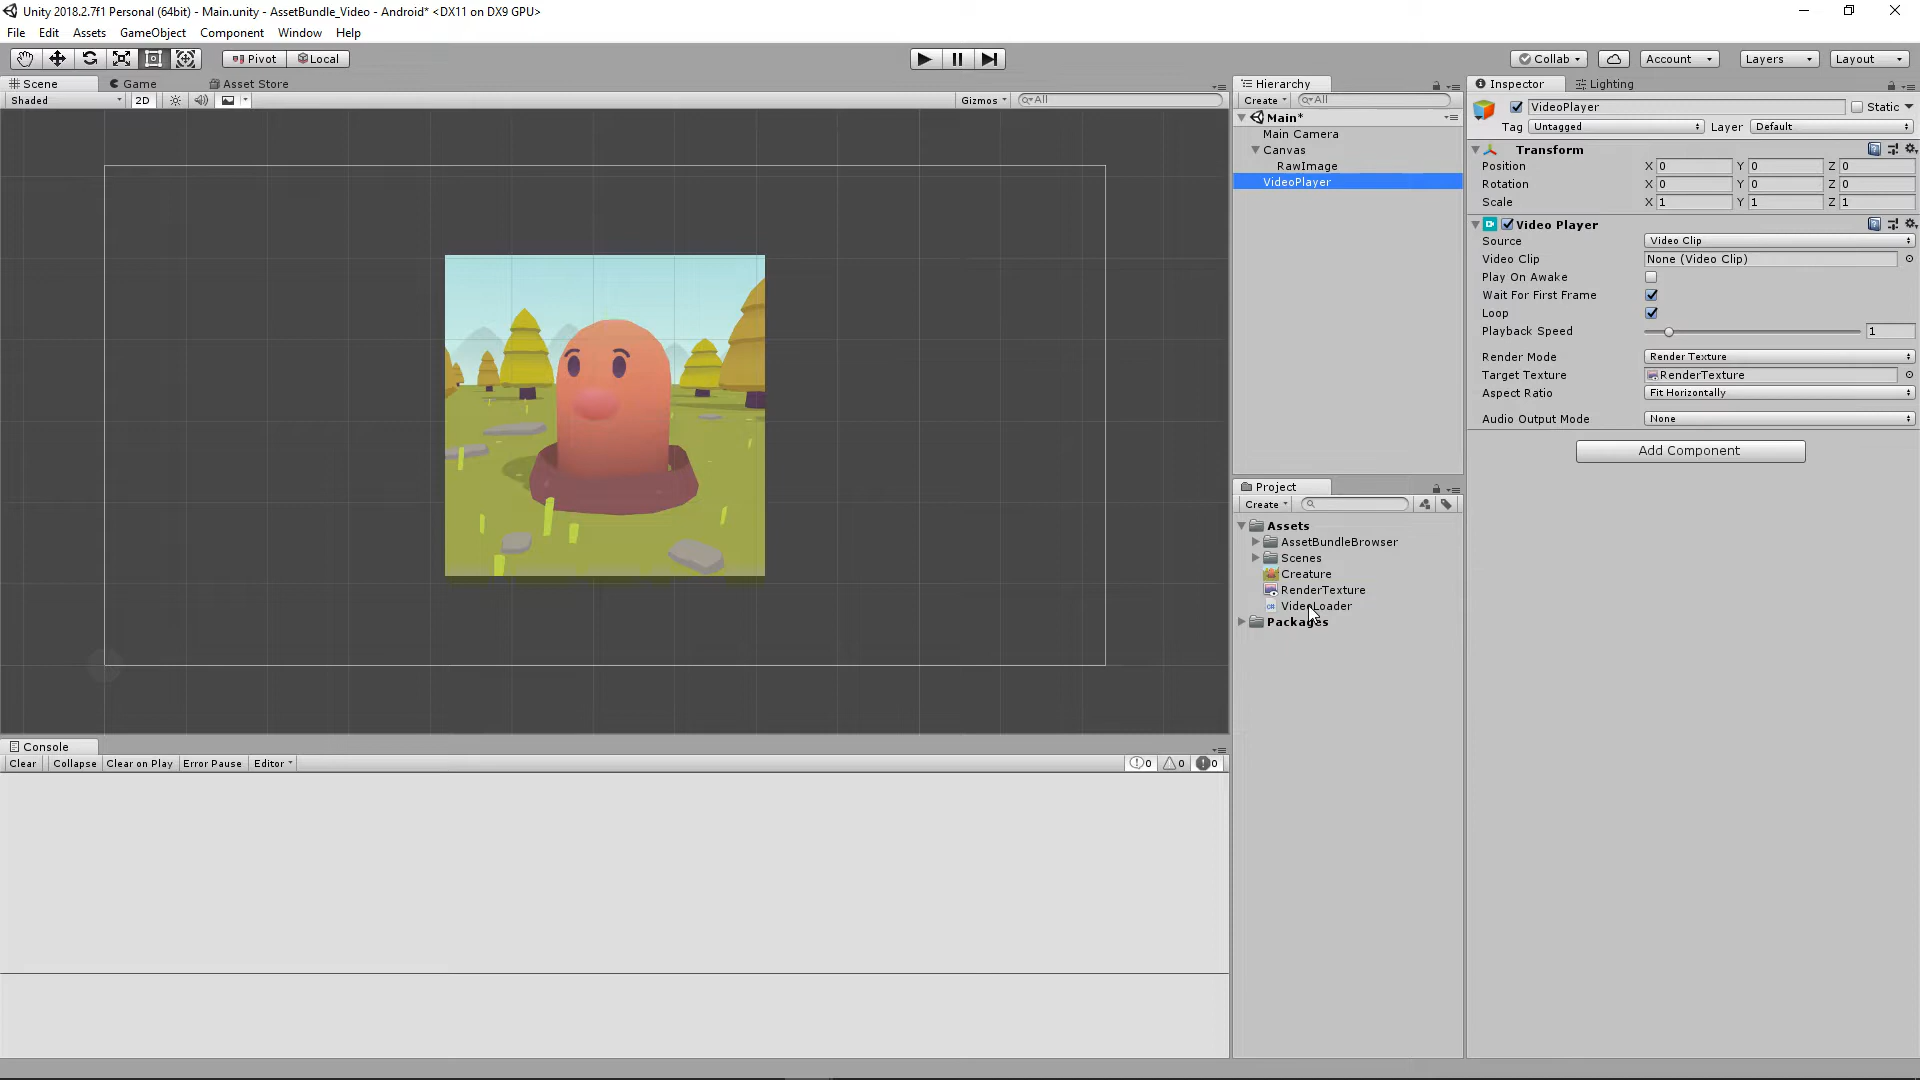 Unity 2018.2.7f1 Personal (64bit) - Main.unity - AssetBundle_Video - Android* <DX11 on DX9 GPU>
File Edit Assets GameObject Component Window Help
Pivot Local Collab Account Layers Layout
Scene Game Asset Store
Shaded 2D Gizmos All
Hierarchy
Create All
Main*
Main Camera
Canvas
RawImage
VideoPlayer
Project
Create
Assets
AssetBundleBrowser
Scenes
Creature
RenderTexture
VideoLoader
Packages
Inspector Lighting
VideoPlayer Static
Tag Untagged Layer Default
Transform
Position X 0 Y 0 Z 0
Rotation X 0 Y 0 Z 0
Scale X 1 Y 1 Z 1
Video Player
Source Video Clip
Video Clip None (Video Clip)
Play On Awake
Wait For First Frame
Loop
Playback Speed 1
Render Mode Render Texture
Target Texture RenderTexture
Aspect Ratio Fit Horizontally
Audio Output Mode None
Add Component
Console
Clear Collapse Clear on Play Error Pause Editor 0 0 0